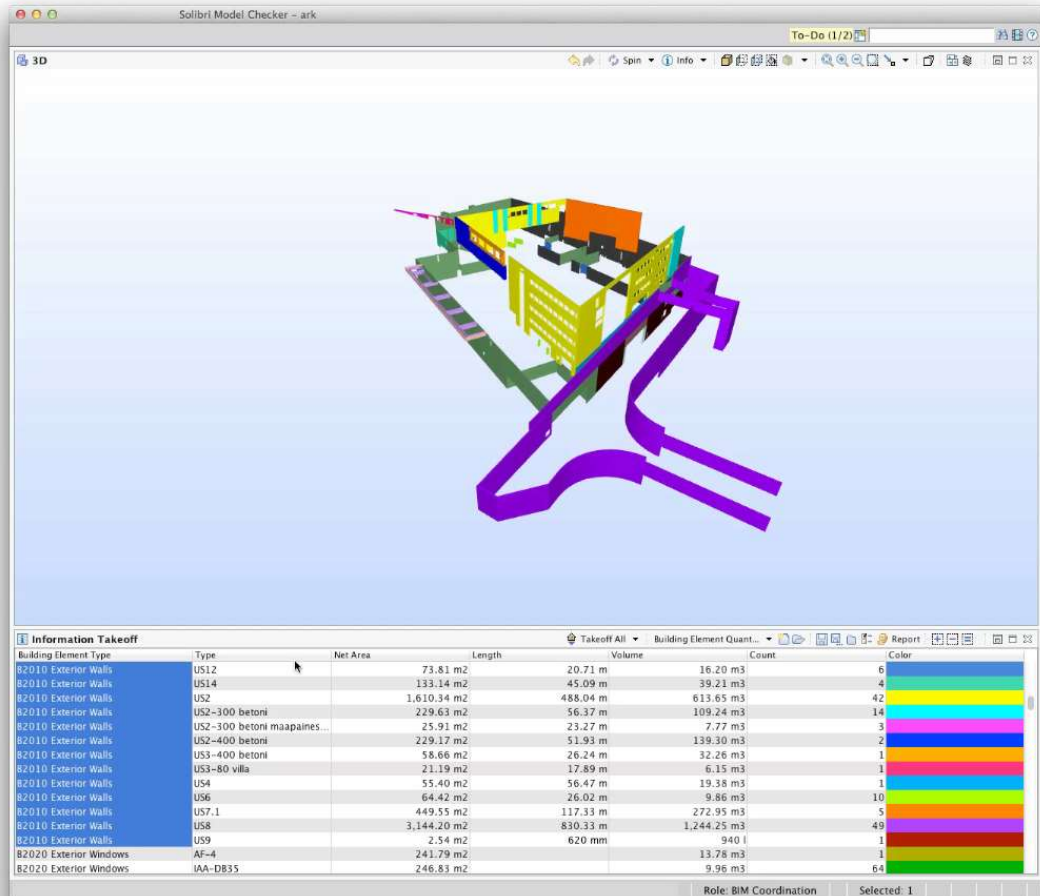 Solibri Model Checker - ark
To-Do (1/2)
3D
Spin Info
Information Takeoff
Takeoff All Building Element Quant... Report
Building Element Type Type Net Area Length Volume Count Color
B2010 Exterior Walls US12 73.81 m2 20.71 m 16.20 m3 6
B2010 Exterior Walls US14 133.14 m2 45.09 m 39.21 m3 4
B2010 Exterior Walls US2 1,610.34 m2 488.04 m 613.65 m3 42
B2010 Exterior Walls US2-300 betoni 229.63 m2 56.37 m 109.24 m3 14
B2010 Exterior Walls US2-300 betoni maapaines... 25.91 m2 23.27 m 7.77 m3 3
B2010 Exterior Walls US2-400 betoni 229.17 m2 51.93 m 139.30 m3 2
B2010 Exterior Walls US3-400 betoni 58.66 m2 26.24 m 32.26 m3 1
B2010 Exterior Walls US3-80 villa 21.19 m2 17.89 m 6.15 m3 1
B2010 Exterior Walls US4 55.40 m2 56.47 m 19.38 m3 1
B2010 Exterior Walls US6 64.42 m2 26.02 m 9.86 m3 10
B2010 Exterior Walls US7.1 449.55 m2 117.33 m 272.95 m3 5
B2010 Exterior Walls US8 3,144.20 m2 830.33 m 1,244.25 m3 49
B2010 Exterior Walls US9 2.54 m2 620 mm 940 l 1
B2020 Exterior Windows AF-4 241.79 m2 13.78 m3 1
B2020 Exterior Windows IAA-DB35 246.83 m2 9.96 m3 64
Role: BIM Coordination Selected: 1